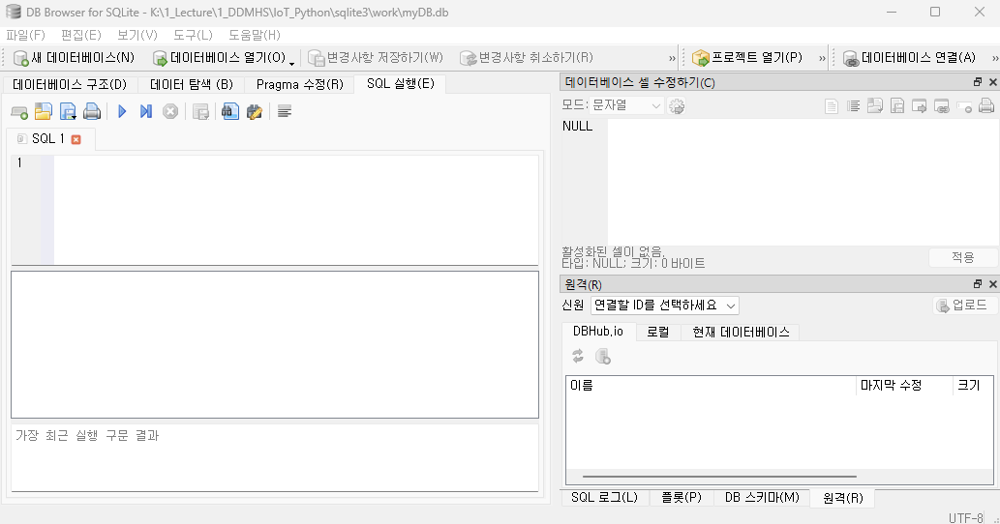 DB Browser for SQLite - K:\1_Lecture\1_DDMHS\IoT_Python\sqlite3\work\myDB.db
파일(F) 편집(E) 보기(V) 도구(L) 도움말(H)
새 데이터베이스(N) 데이터베이스 열기(O) 변경사항 저장하기(W) 변경사항 취소하기(R) » 프로젝트 열기(P) » 데이터베이스 연결(A) »
데이터베이스 구조(D) 데이터 탐색 (B) Pragma 수정(R) SQL 실행(E)
SQL 1
1
가장 최근 실행 구문 결과
데이터베이스 셀 수정하기(C)
모드: 문자열
NULL
활성화된 셀이 없음.
타입: NULL; 크기: 0 바이트
적용
원격(R)
신원 연결할 ID를 선택하세요 업로드
DBHub.io 로컬 현재 데이터베이스
이름 마지막 수정 크기
SQL 로그(L) 플롯(P) DB 스키마(M) 원격(R)
UTF-8